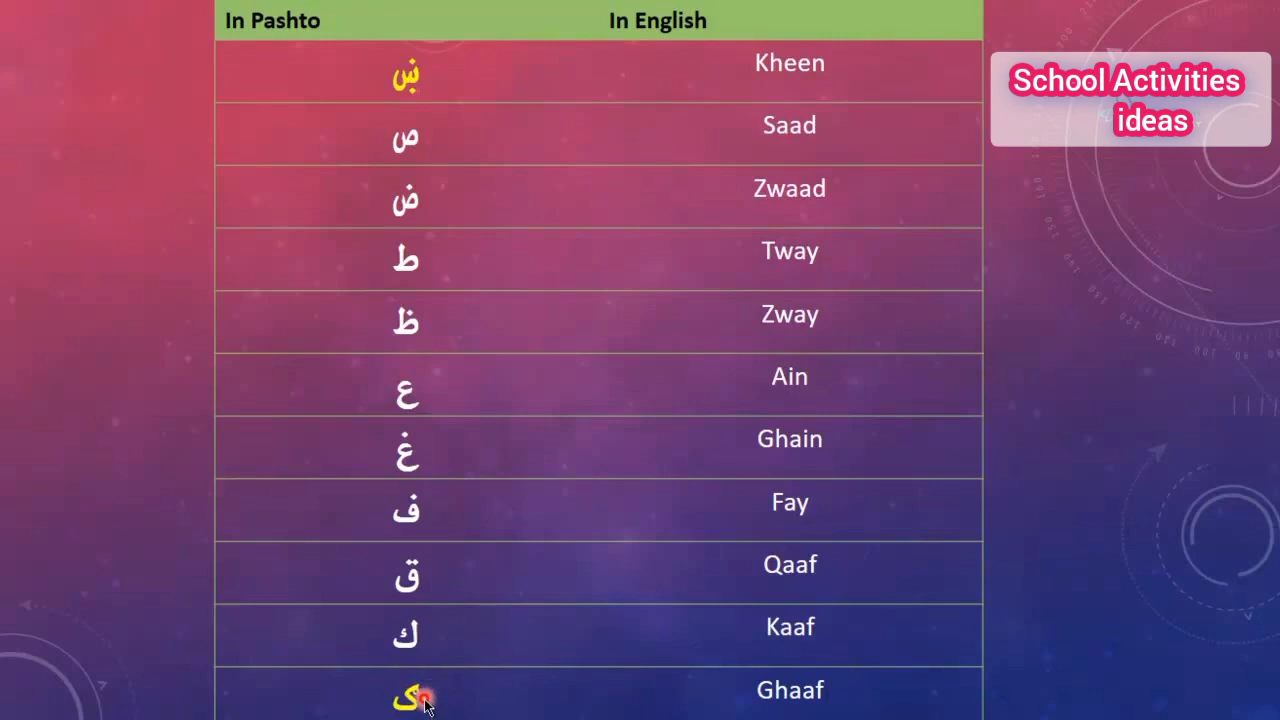 In Pashto In English
ښ Kheen
ص Saad
ض Zwaad
ط Tway
ظ Zway
ع Ain
غ Ghain
ف Fay
ق Qaaf
ك Kaaf
Ghaaf
School Activities
ideas